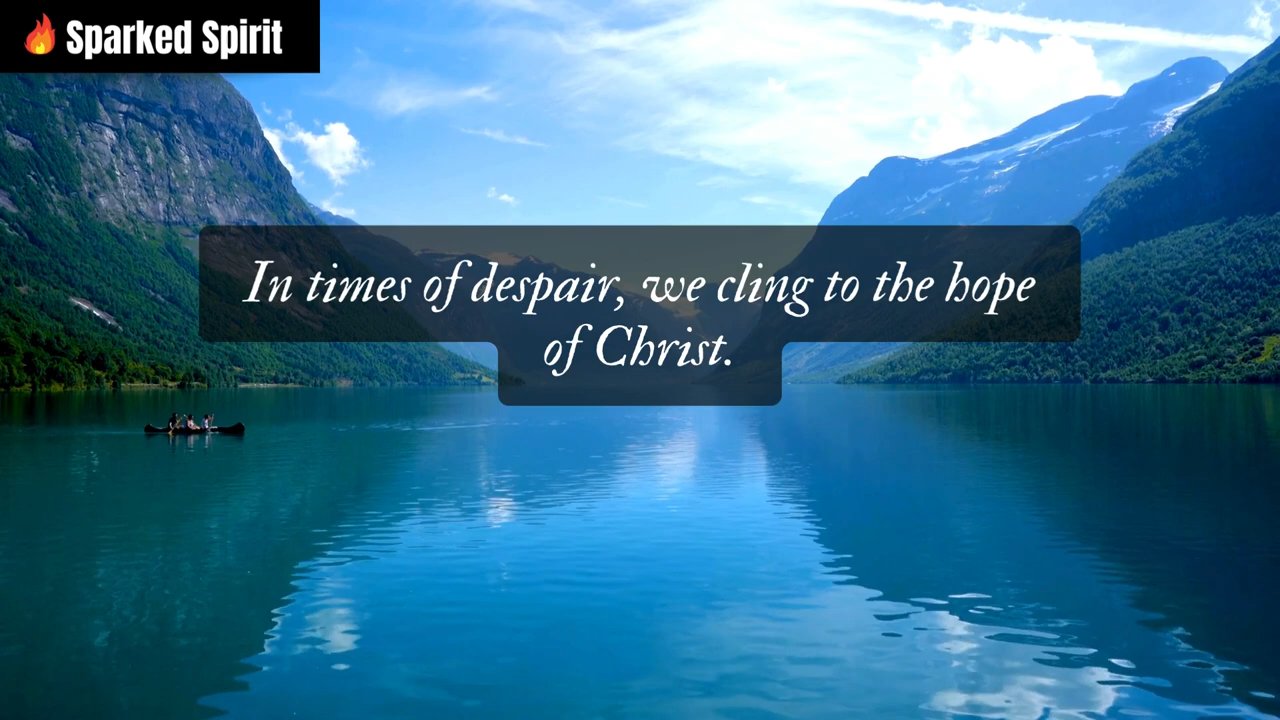 Sparked Spirit
In times of despair, we cling to the hope
of Christ.